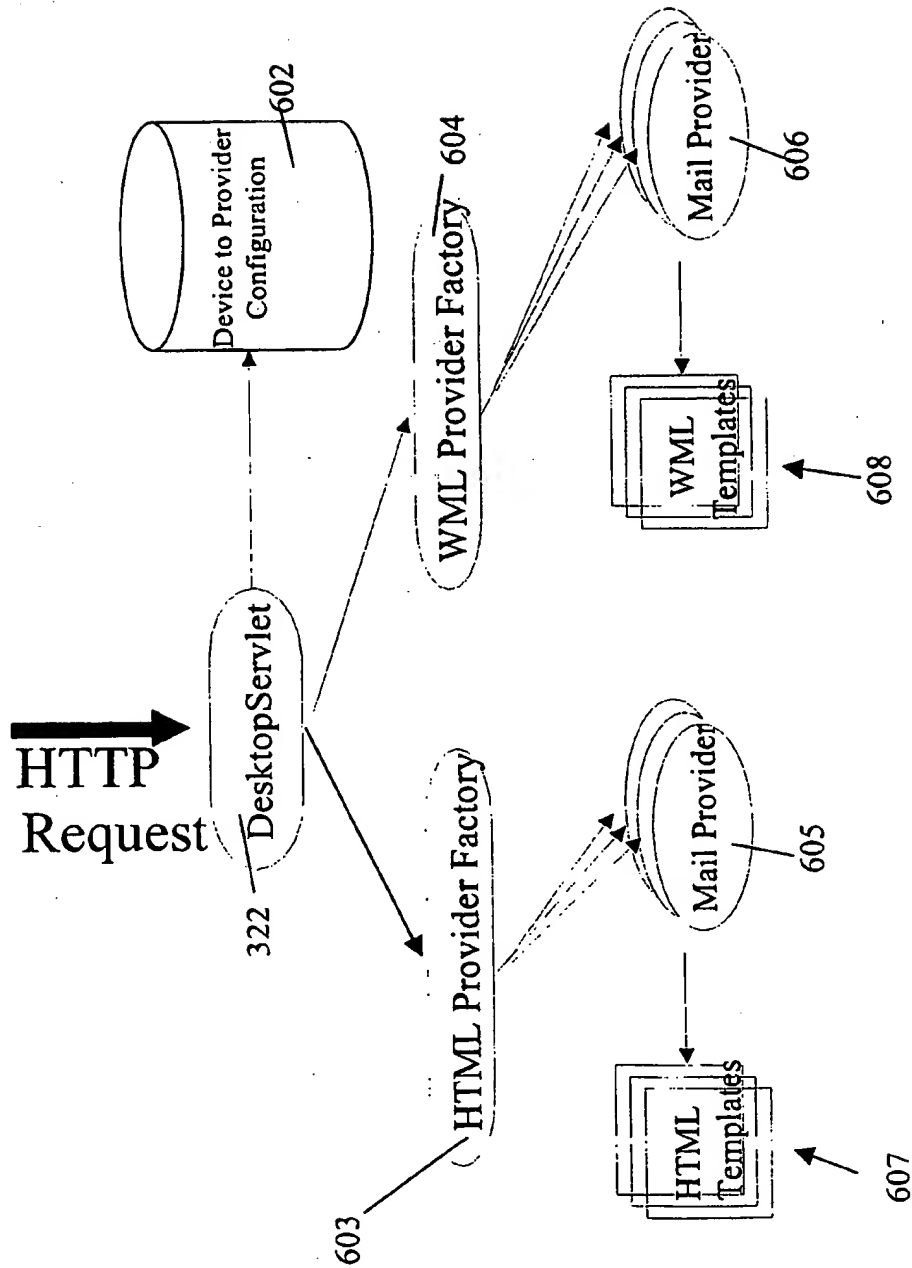 HTTP
Request
DesktopServlet
322
Device to Provider
Configuration
602
HTML Provider Factory
603
WML Provider Factory
604
Mail Provider
605
Mail Provider
606
HTML
Templates
607
WML
Templates
608